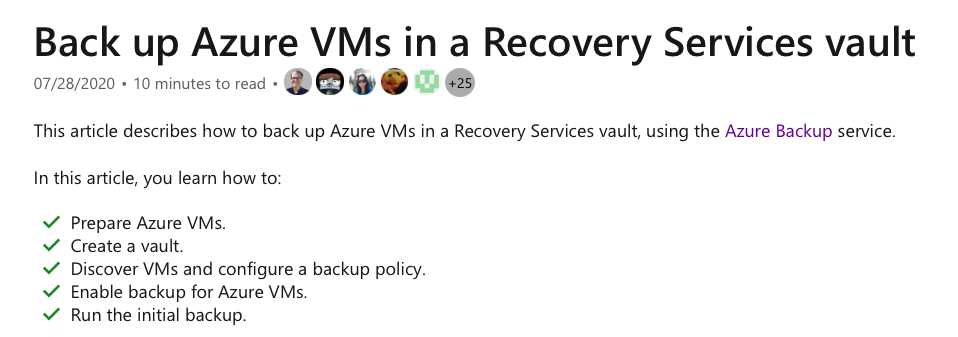 Back up Azure VMs in a Recovery Services vault
07/28/2020 • 10 minutes to read • +25
This article describes how to back up Azure VMs in a Recovery Services vault, using the Azure Backup service.
In this article, you learn how to:
Prepare Azure VMs.
Create a vault.
Discover VMs and configure a backup policy.
Enable backup for Azure VMs.
Run the initial backup.